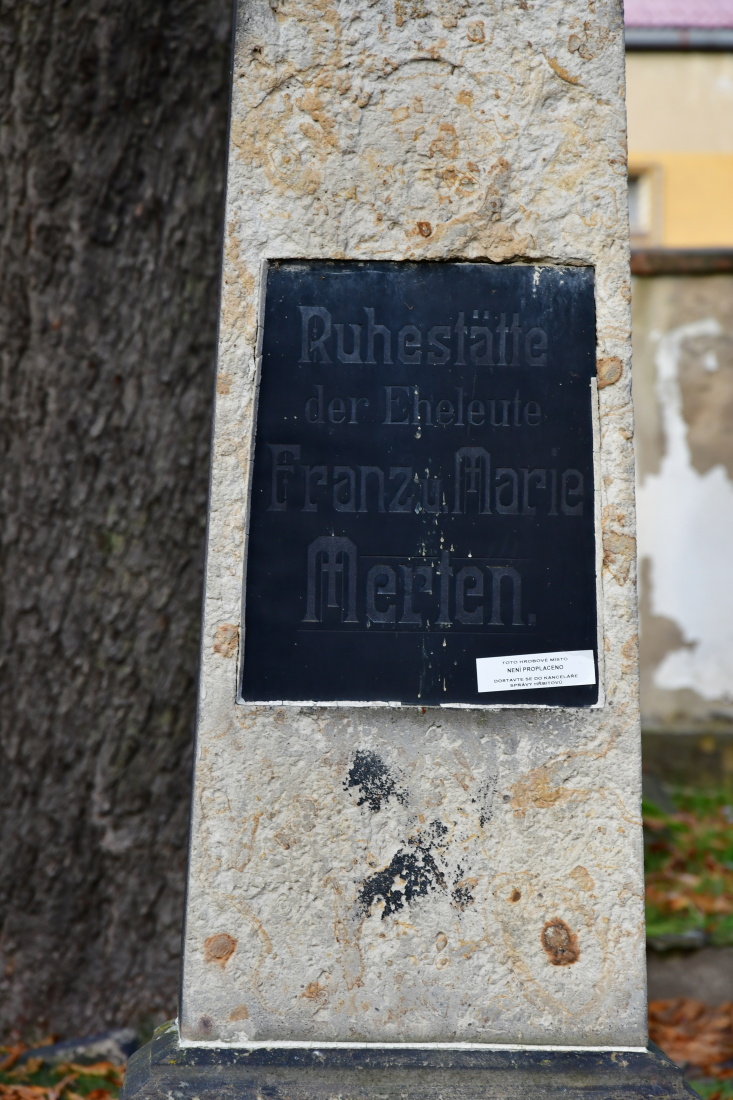 Ruhestätte
der Eheleute
Franz u. Marie
Merten.
TOTO HROBOVÉ MÍSTO
NENÍ PROPLACENO
DOSTAVTE SE DO KANCELÁŘE
SPRÁVY HŘBITOVŮ